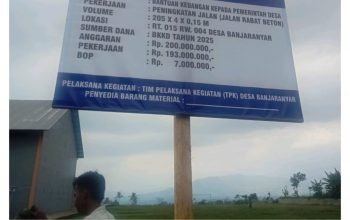 PEKERJAAN : BANTUAN KEUANGAN KEPADA PEMERINTAH DESA
VOLUME : PENINGKATAN JALAN (JALAN RABAT BETON)
LOKASI : 205 X 4 X 0,15 M
SUMBER DANA : RT. 015 RW. 004 DESA BANJARANYAR
ANGGARAN : BKKD TAHUN 2025
PEKERJAAN : Rp. 200.000.000,-
BOP : Rp. 193.000.000,-
Rp. 7.000.000,-
PELAKSANA KEGIATAN : TIM PELAKSANA KEGIATAN (TPK) DESA BANJARANYAR
PENYEDIA BARANG MATERIAL :